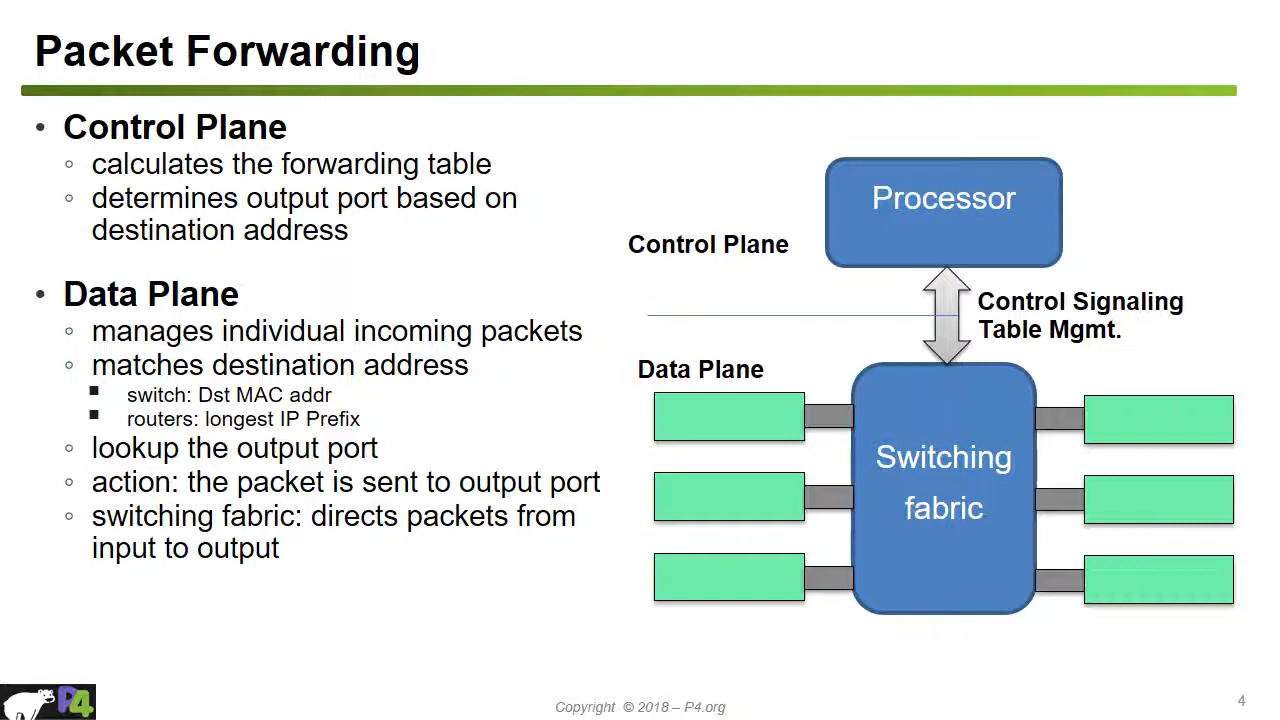 Packet Forwarding
• Control Plane
◦ calculates the forwarding table
◦ determines output port based on
destination address
• Data Plane
◦ manages individual incoming packets
◦ matches destination address
▪ switch: Dst MAC addr
▪ routers: longest IP Prefix
◦ lookup the output port
◦ action: the packet is sent to output port
◦ switching fabric: directs packets from
input to output
Processor
Control Plane
Control Signaling
Table Mgmt.
Data Plane
Switching
fabric
P4
Copyright © 2018 – P4.org
4